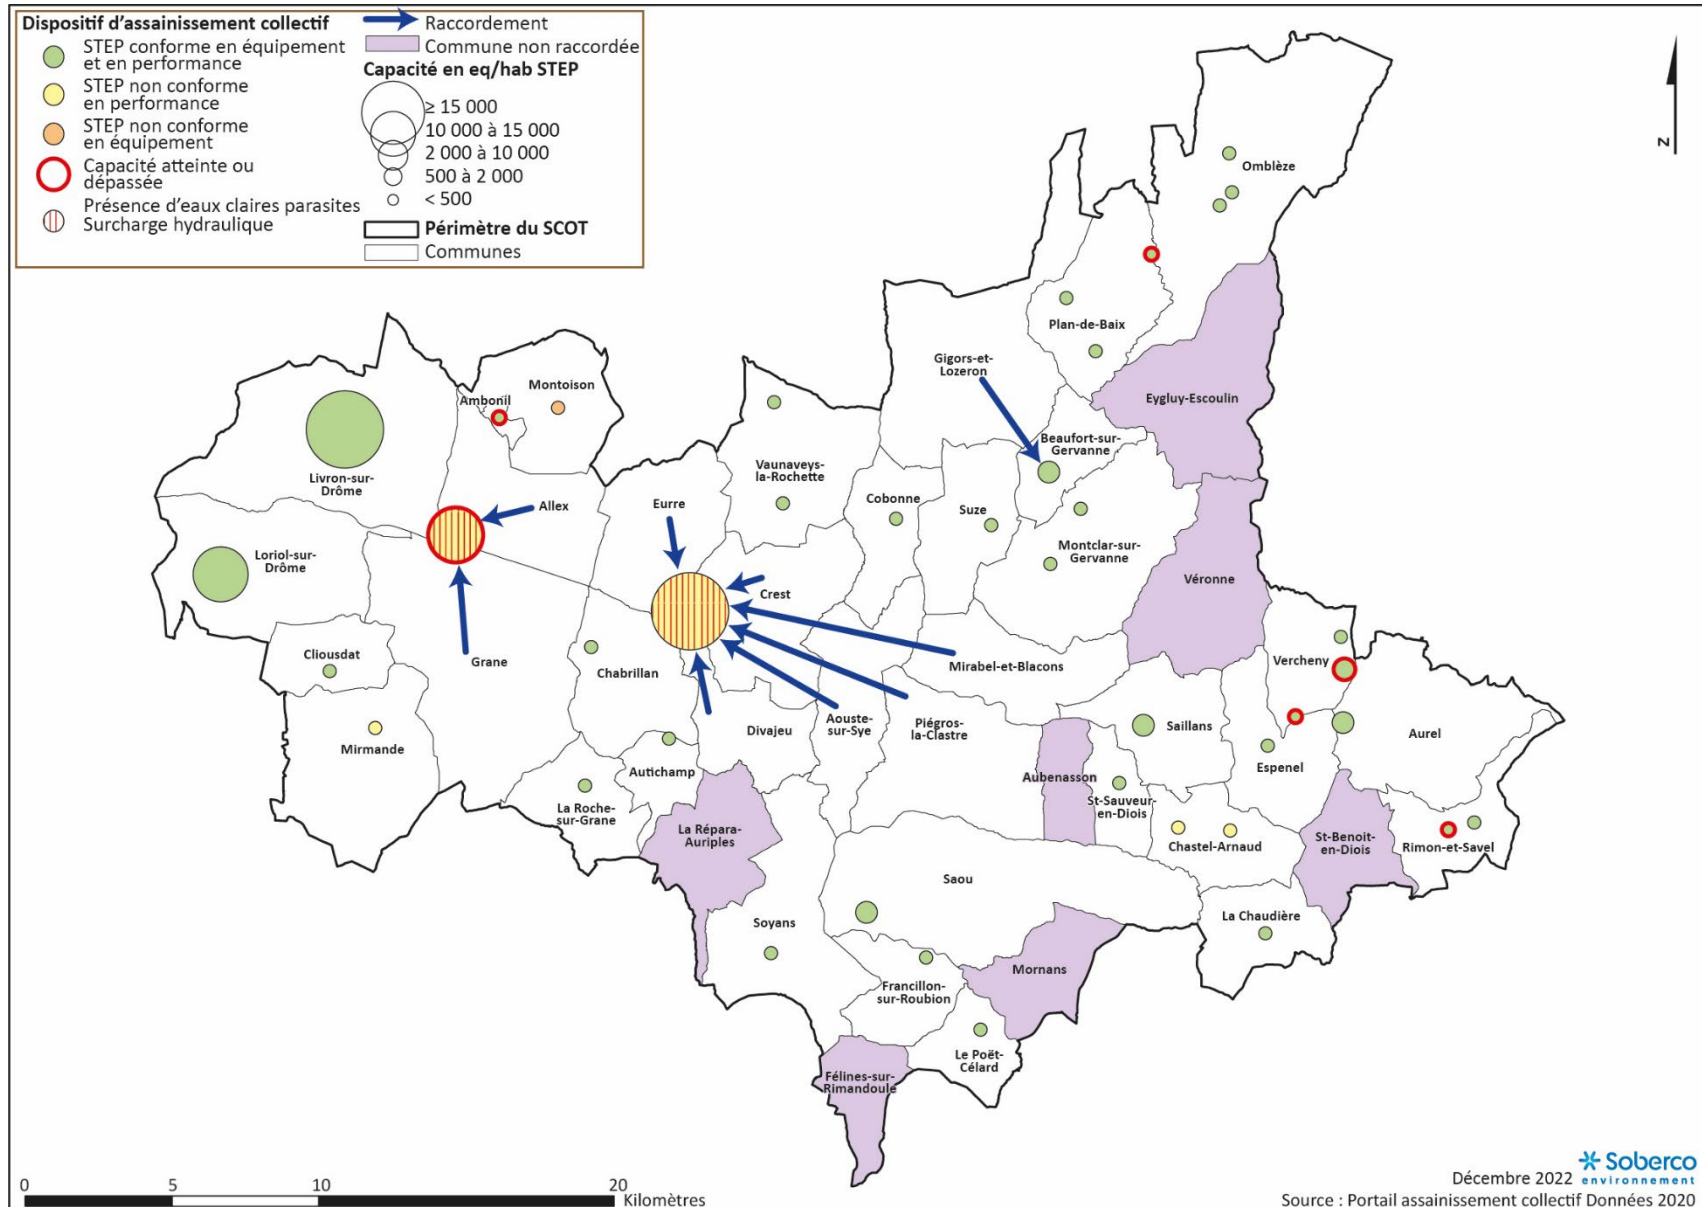 Dispositif d'assainissement collectif
STEP conforme en équipement
et en performance
STEP non conforme
en performance
STEP non conforme
en équipement
Capacité atteinte ou
dépassée
Présence d'eaux claires parasites
Surcharge hydraulique
Raccordement
Commune non raccordée
Capacité en eq/hab STEP
≥ 15 000
10 000 à 15 000
2 000 à 10 000
500 à 2 000
< 500
Périmètre du SCOT
Communes
N
Omblèze
Plan-de-Baix
Gigors-et-
Lozeron
Eygluy-Escoulin
Montoison
Ambonil
Beaufort-sur-
Gervanne
Livron-sur-
Drôme
Vaunaveys-
la-Rochette
Allex
Eurre
Cobonne
Suze
Montclar-sur-
Gervanne
Loriol-sur-
Drôme
Véronne
Crest
Cliousdat
Grane
Chabrillan
Mirabel-et-Blacons
Vercheny
Mirmande
Divajeu
Aouste-
sur-Sye
Piégros-
la-Clastre
Saillans
Aurel
Autichamp
Aubenasson
Espenel
La Roche-
sur-Grane
St-Sauveur-
en-Diois
La Répara-
Auriples
Chastel-Arnaud
St-Benoit-
en-Diois
Rimon-et-Savel
Saou
Soyans
La Chaudière
Mornans
Francillon-
sur-Roubion
Le Poët-
Célard
Félines-sur-
Rimandoule
0 5 10 20 Kilomètres
Soberco
environnement
Décembre 2022
Source : Portail assainissement collectif Données 2020